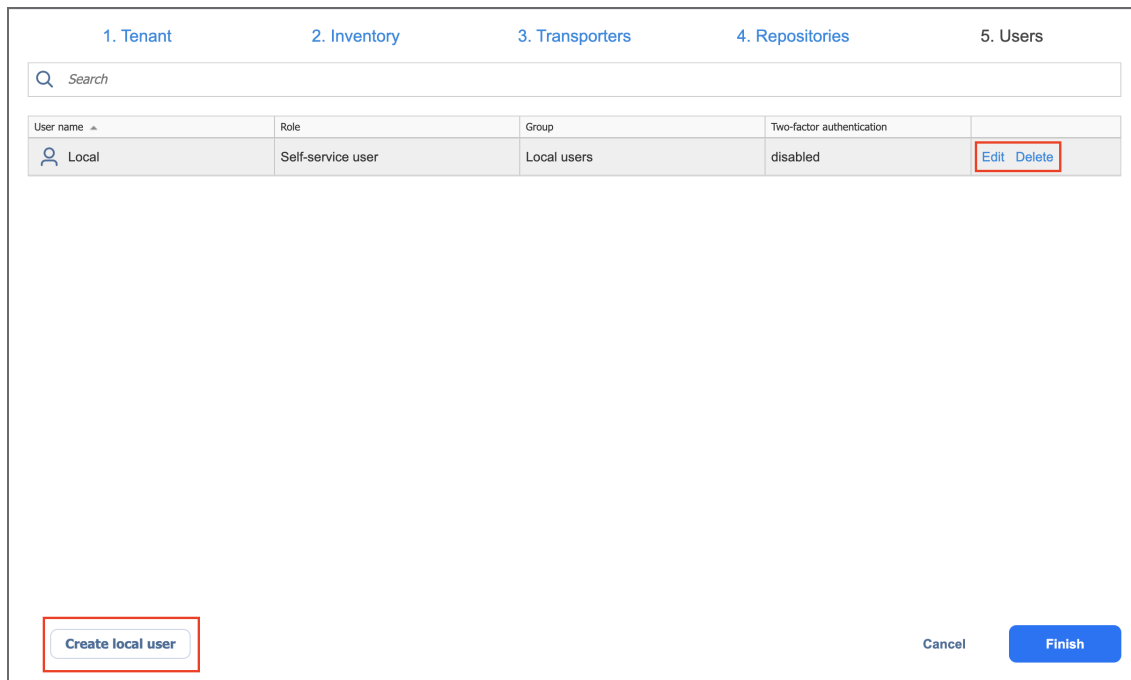 1. Tenant 2. Inventory 3. Transporters 4. Repositories 5. Users
Search
User name Role Group Two-factor authentication
Local Self-service user Local users disabled Edit Delete
Create local user Cancel Finish